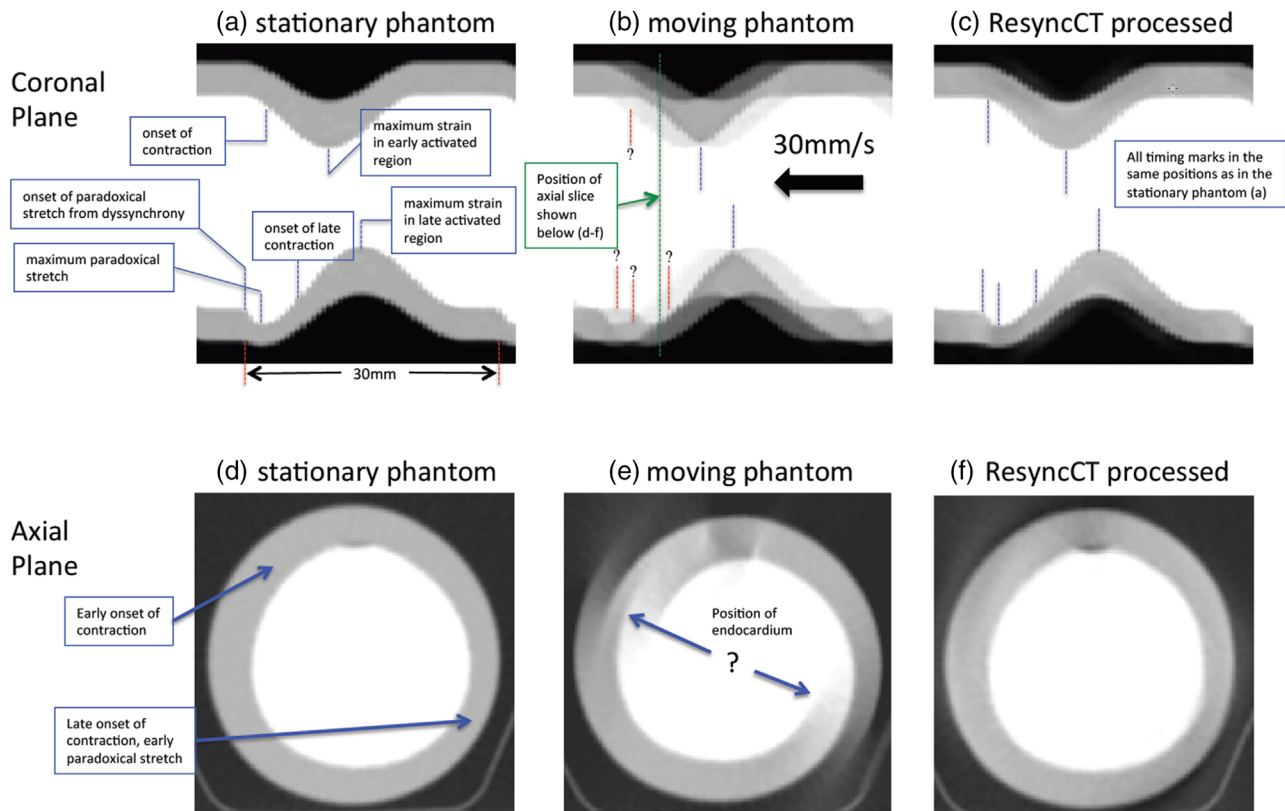 (a) stationary phantom
(b) moving phantom
(c) ResyncCT processed
Coronal
Plane
onset of
contraction
maximum strain
in early activated
region
onset of paradoxical
stretch from dyssynchrony
onset of late
contraction
maximum strain
in late activated
region
maximum paradoxical
stretch
30mm
?
Position of
axial slice
shown
below (d-f)
30mm/s
?
?
?
All timing marks in the
same positions as in the
stationary phantom (a)
(d) stationary phantom
(e) moving phantom
(f) ResyncCT processed
Axial
Plane
Early onset of
contraction
Late onset of
contraction, early
paradoxical stretch
Position of
endocardium
?